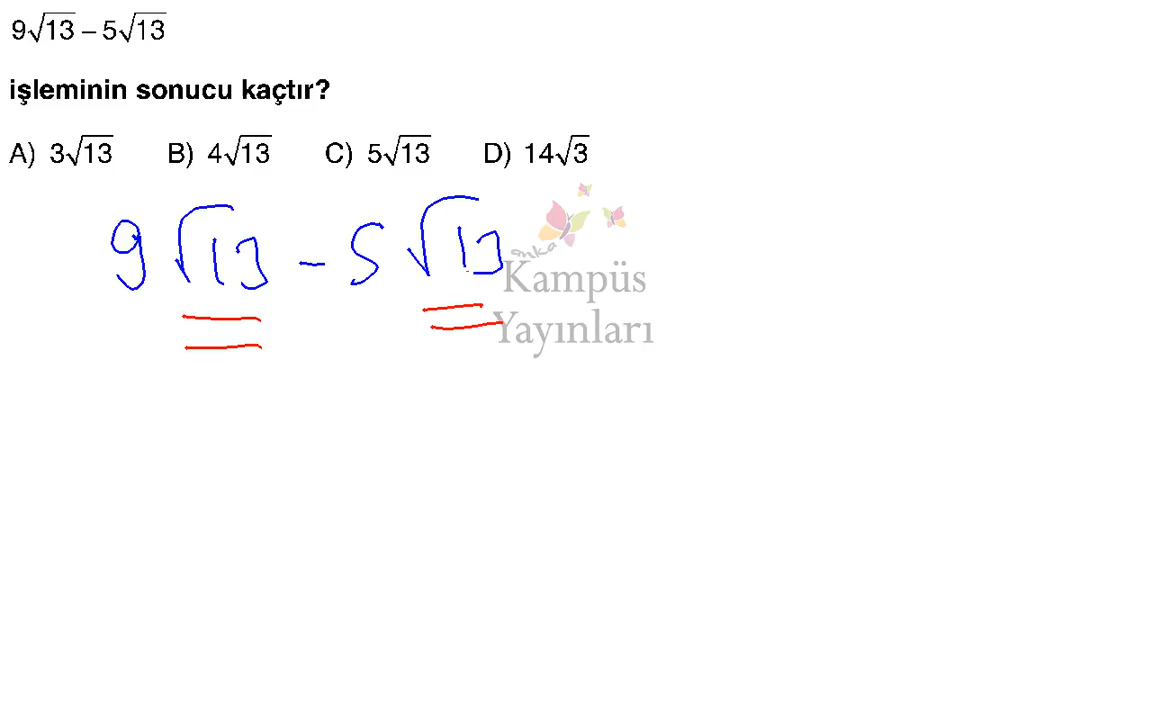 9√13 − 5√13
işleminin sonucu kaçtır?
A) 3√13 B) 4√13 C) 5√13 D) 14√3
9 √13 − 5 √13
anka
Kampüs
Yayınları